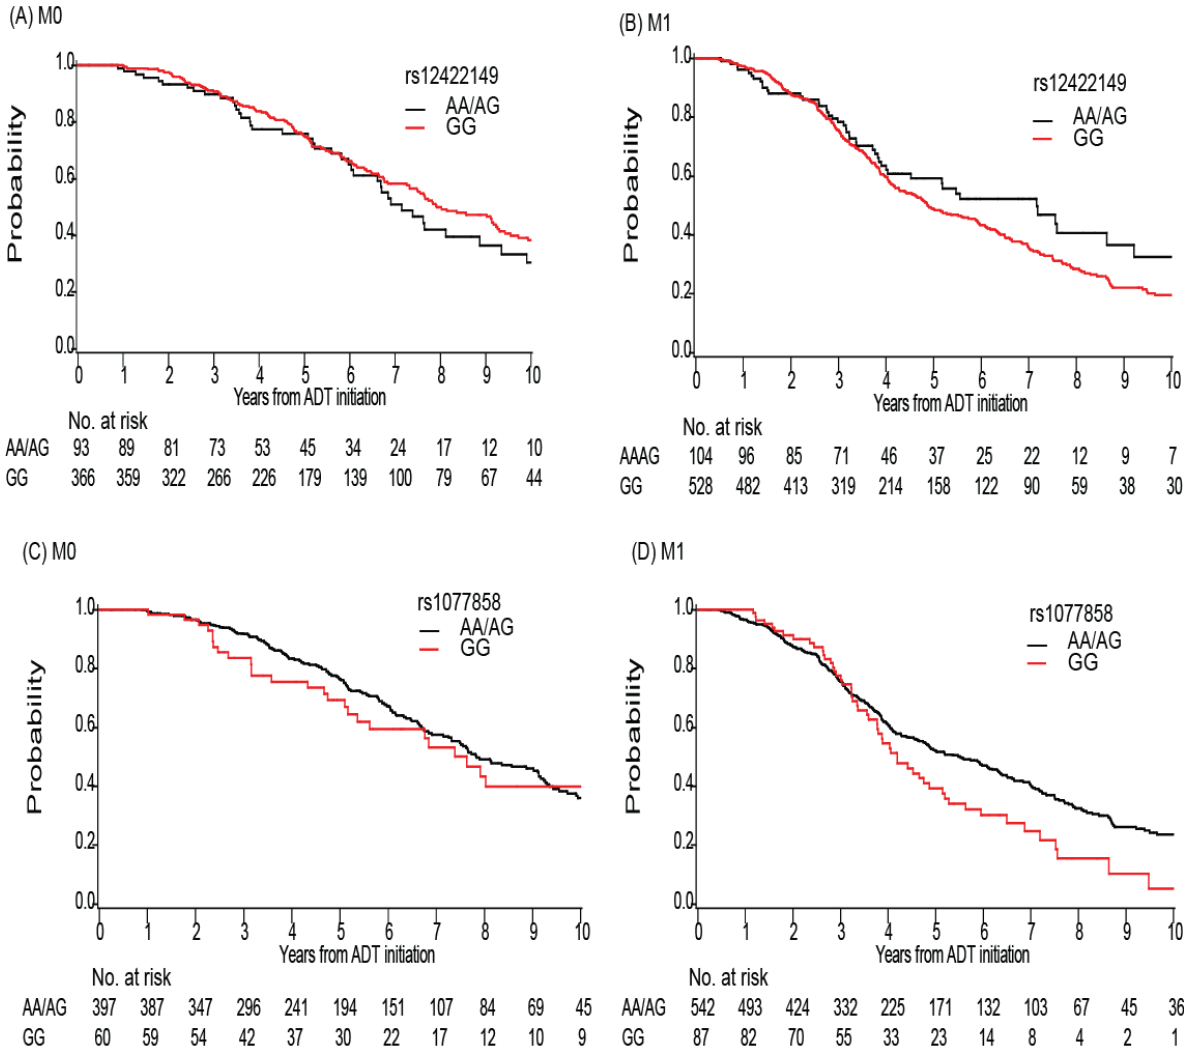 (A) M0
rs12422149
AA/AG
GG
Probability
1.0
0.8
0.6
0.4
0.2
0.0
0 1 2 3 4 5 6 7 8 9 10
Years from ADT initiation
No. at risk
AA/AG 93 89 81 73 53 45 34 24 17 12 10
GG 366 359 322 266 226 179 139 100 79 67 44
(B) M1
rs12422149
AA/AG
GG
Probability
1.0
0.8
0.6
0.4
0.2
0.0
0 1 2 3 4 5 6 7 8 9 10
Years from ADT initiation
No. at risk
AAAG 104 96 85 71 46 37 25 22 12 9 7
GG 528 482 413 319 214 158 122 90 59 38 30
(C) M0
rs1077858
AA/AG
GG
Probability
1.0
0.8
0.6
0.4
0.2
0.0
0 1 2 3 4 5 6 7 8 9 10
Years from ADT initiation
No. at risk
AA/AG 397 387 347 296 241 194 151 107 84 69 45
GG 60 59 54 42 37 30 22 17 12 10 9
(D) M1
rs1077858
AA/AG
GG
Probability
1.0
0.8
0.6
0.4
0.2
0.0
0 1 2 3 4 5 6 7 8 9 10
Years from ADT initiation
No. at risk
AA/AG 542 493 424 332 225 171 132 103 67 45 36
GG 87 82 70 55 33 23 14 8 4 2 1